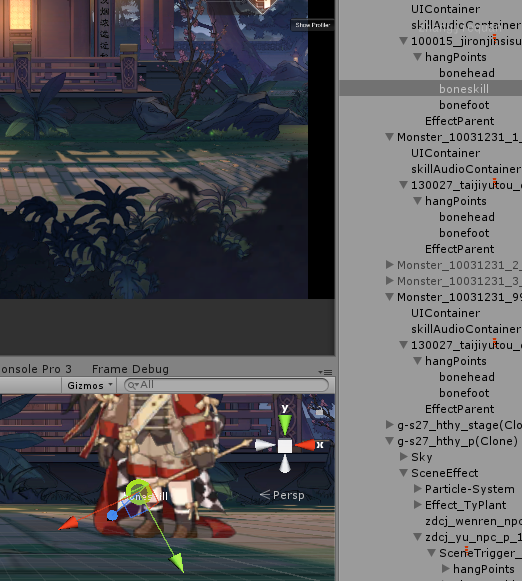 Show Profiler
onsole Pro 3
Frame Debug
Gizmos
All
y
x
Persp
boneskill
UIContainer
skillAudioContainer
100015_jironjinsisu
hangPoints
bonehead
boneskill
bonefoot
EffectParent
Monster_10031231_1_
UIContainer
skillAudioContainer
130027_taijiyutou_
hangPoints
bonehead
bonefoot
EffectParent
Monster_10031231_2_
Monster_10031231_3_
Monster_10031231_99
UIContainer
skillAudioContainer
130027_taijiyutou_
hangPoints
bonehead
bonefoot
EffectParent
g-s27_hthy_stage(Clo
g-s27_hthy_p(Clone)
Sky
SceneEffect
Particle-System
Effect_TyPlant
zdcj_wenren_npc
zdcj_yu_npc_p_1
SceneTrigger_
hangPoints